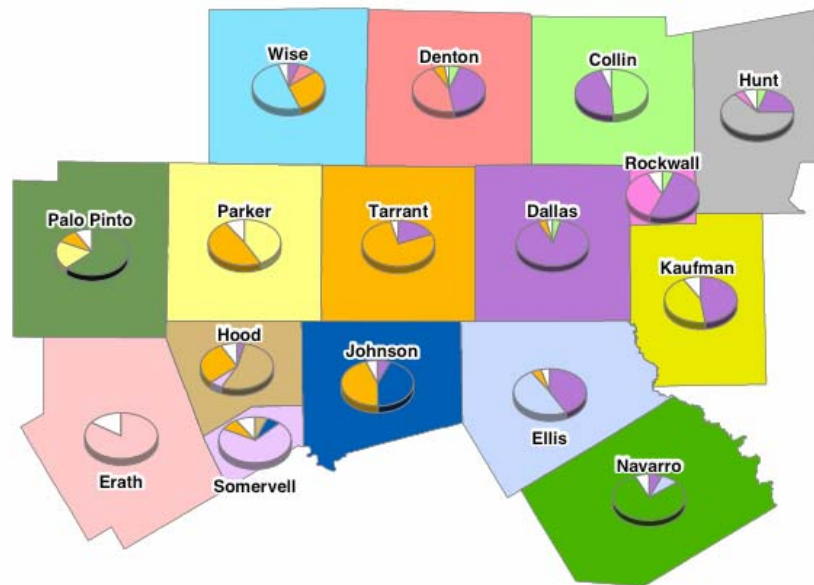 Wise
Denton
Collin
Hunt
Rockwall
Palo Pinto
Parker
Tarrant
Dallas
Kaufman
Hood
Johnson
Ellis
Erath
Somervell
Navarro